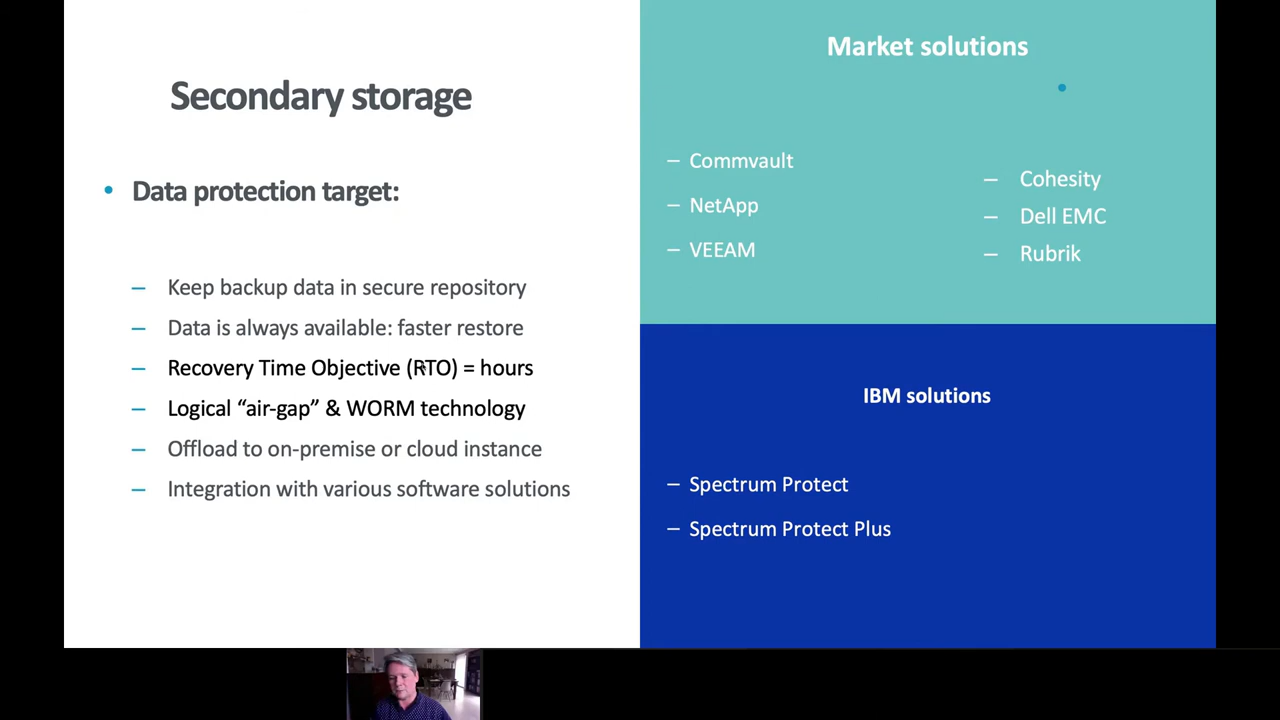 Secondary storage
• Data protection target:
– Keep backup data in secure repository
– Data is always available: faster restore
– Recovery Time Objective (RTO) = hours
– Logical “air-gap” & WORM technology
– Offload to on-premise or cloud instance
– Integration with various software solutions
Market solutions
– Commvault
– NetApp
– VEEAM
– Cohesity
– Dell EMC
– Rubrik
IBM solutions
– Spectrum Protect
– Spectrum Protect Plus